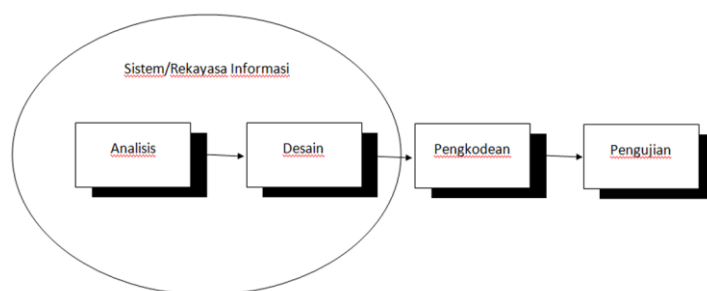 Sistem/Rekayasa Informasi
Analisis
Desain
Pengkodean
Pengujian